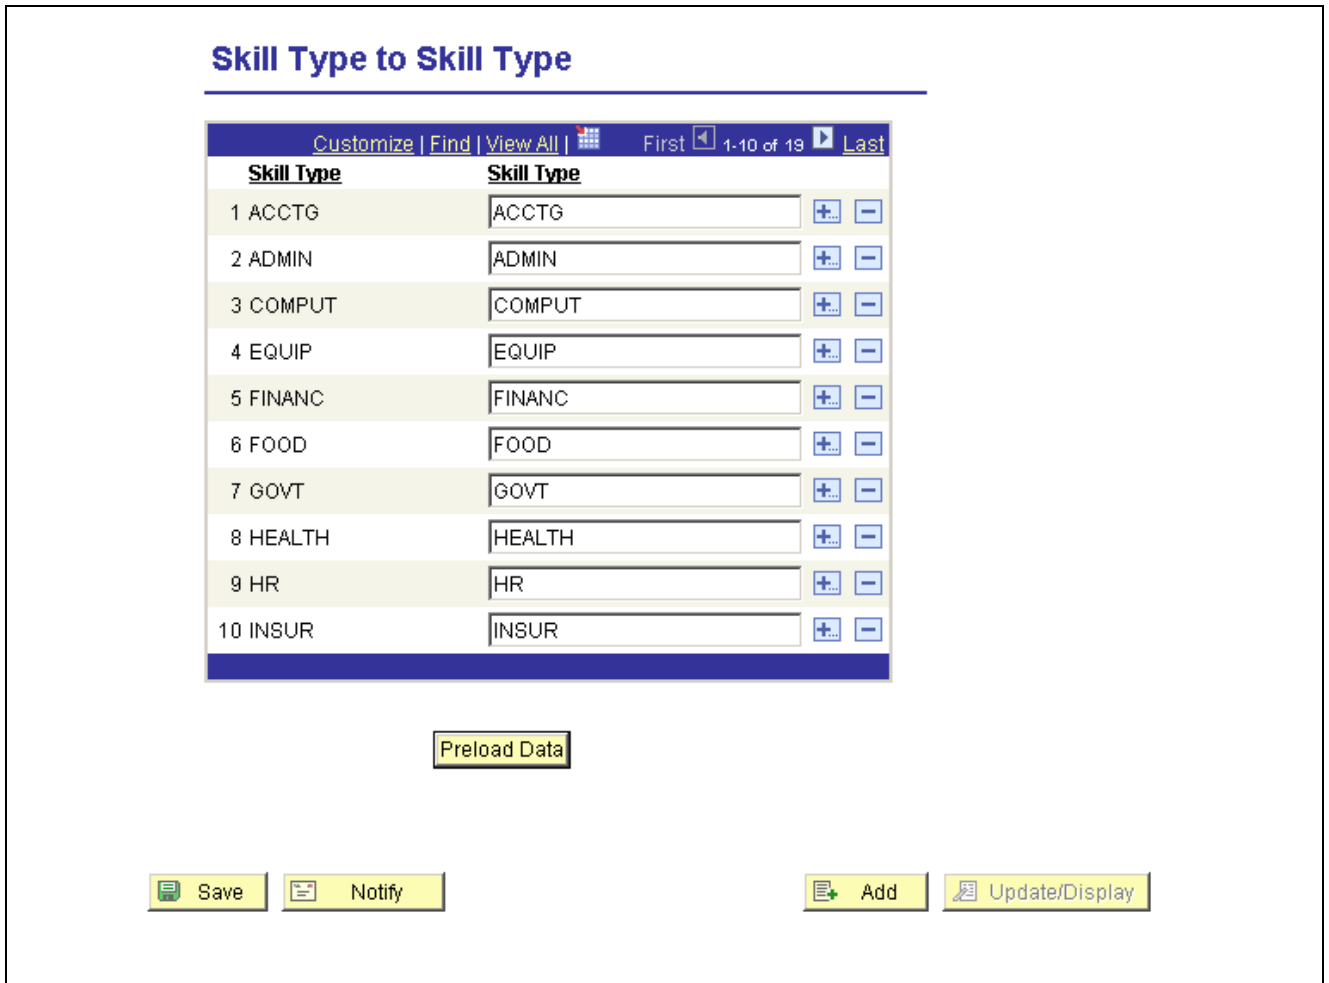 Skill Type to Skill Type
Customize | Find | View All | First 1-10 of 19 Last
Skill Type Skill Type
1 ACCTG ACCTG
2 ADMIN ADMIN
3 COMPUT COMPUT
4 EQUIP EQUIP
5 FINANC FINANC
6 FOOD FOOD
7 GOVT GOVT
8 HEALTH HEALTH
9 HR HR
10 INSUR INSUR
Preload Data
Save Notify Add Update/Display